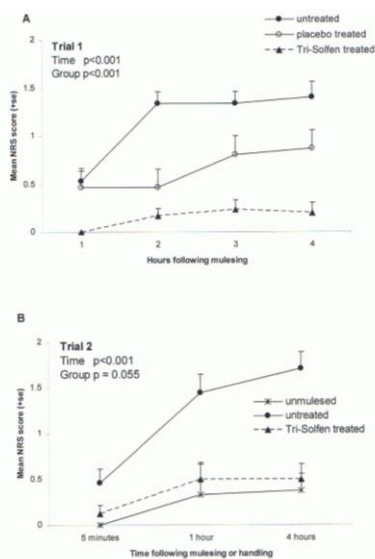 A
untreated
placebo treated
Tri-Solfen treated
Trial 1
Time p<0.001
Group p<0.001
Mean NRS score (+se)
2
1.5
1
0.5
0
1 2 3 4
Hours following mulesing
B
Trial 2
Time p<0.001
Group p = 0.055
unmulesed
untreated
Tri-Solfen treated
Mean NRS score (+se)
2
1.5
1
0.5
0
5 minutes 1 hour 4 hours
Time following mulesing or handling